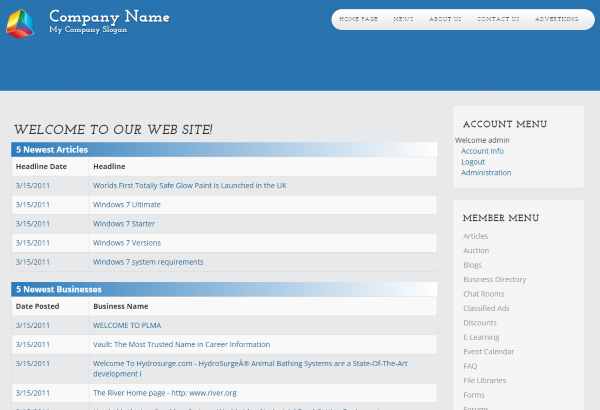 Company Name
My Company Slogan
HOME PAGE NEWS ABOUT US CONTACT US ADVERTISING
WELCOME TO OUR WEB SITE!
5 Newest Articles
Headline Date Headline
3/15/2011 Worlds First Totally Safe Glow Paint is Launched in the UK
3/15/2011 Windows 7 Ultimate
3/15/2011 Windows 7 Starter
3/15/2011 Windows 7 Versions
3/15/2011 Windows 7 system requirements
5 Newest Businesses
Date Posted Business Name
3/15/2011 WELCOME TO PLMA
3/15/2011 Vault: The Most Trusted Name in Career Information
3/15/2011 Welcome To Hydrosurge.com - HydroSurgeÂ® Animal Bathing Systems are a State-Of-The-Art
development i
3/15/2011 The River Home page - http: www.river.org
ACCOUNT MENU
Welcome admin
Account Info
Logout
Administration
MEMBER MENU
Articles
Auction
Blogs
Business Directory
Chat Rooms
Classified Ads
Discounts
E Learning
Event Calendar
FAQ
File Libraries
Forms
Forums